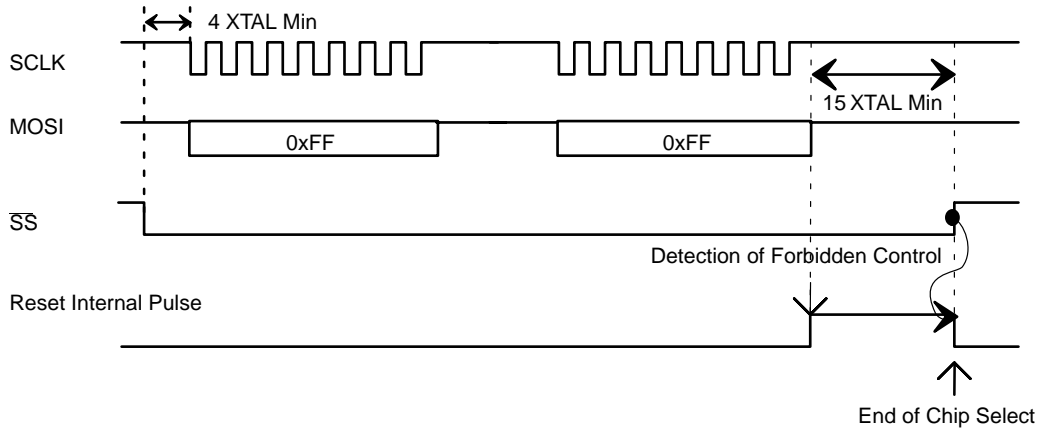 4 XTAL Min
SCLK
15 XTAL Min
MOSI
0xFF 0xFF
SS
Detection of Forbidden Control
Reset Internal Pulse
End of Chip Select